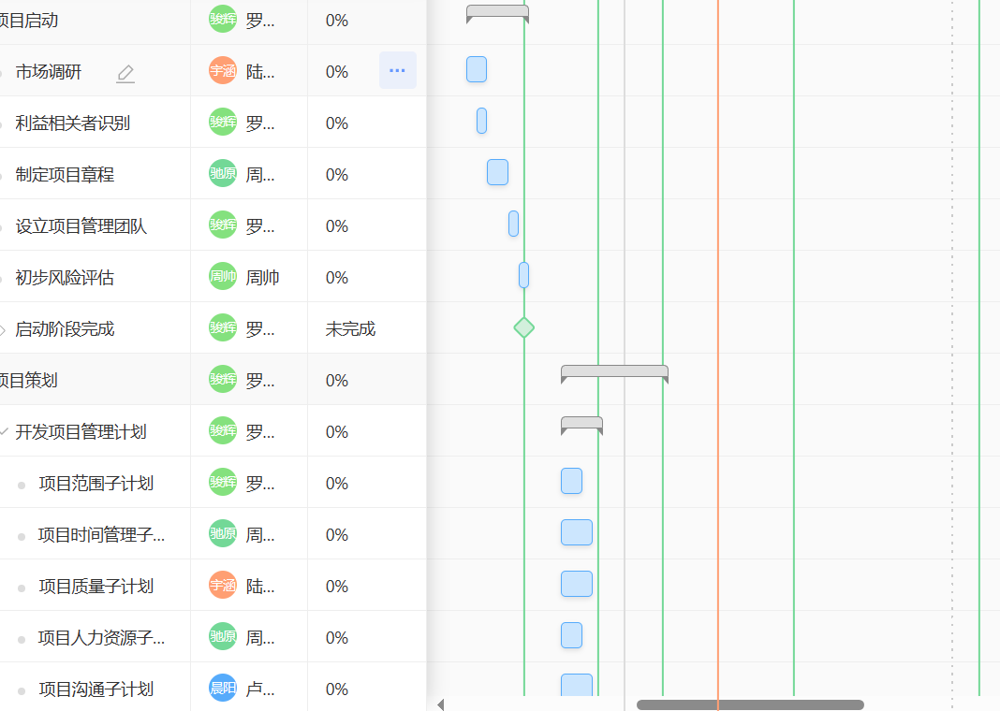 项目启动 骏辉 罗... 0%
市场调研 宇涵 陆... 0% ...
利益相关者识别 骏辉 罗... 0%
制定项目章程 驰原 周... 0%
设立项目管理团队 骏辉 罗... 0%
初步风险评估 周帅 周帅 0%
启动阶段完成 骏辉 罗... 未完成
项目策划 骏辉 罗... 0%
开发项目管理计划 骏辉 罗... 0%
项目范围子计划 骏辉 罗... 0%
项目时间管理子... 驰原 周... 0%
项目质量子计划 宇涵 陆... 0%
项目人力资源子... 驰原 周... 0%
项目沟通子计划 晨阳 卢... 0%